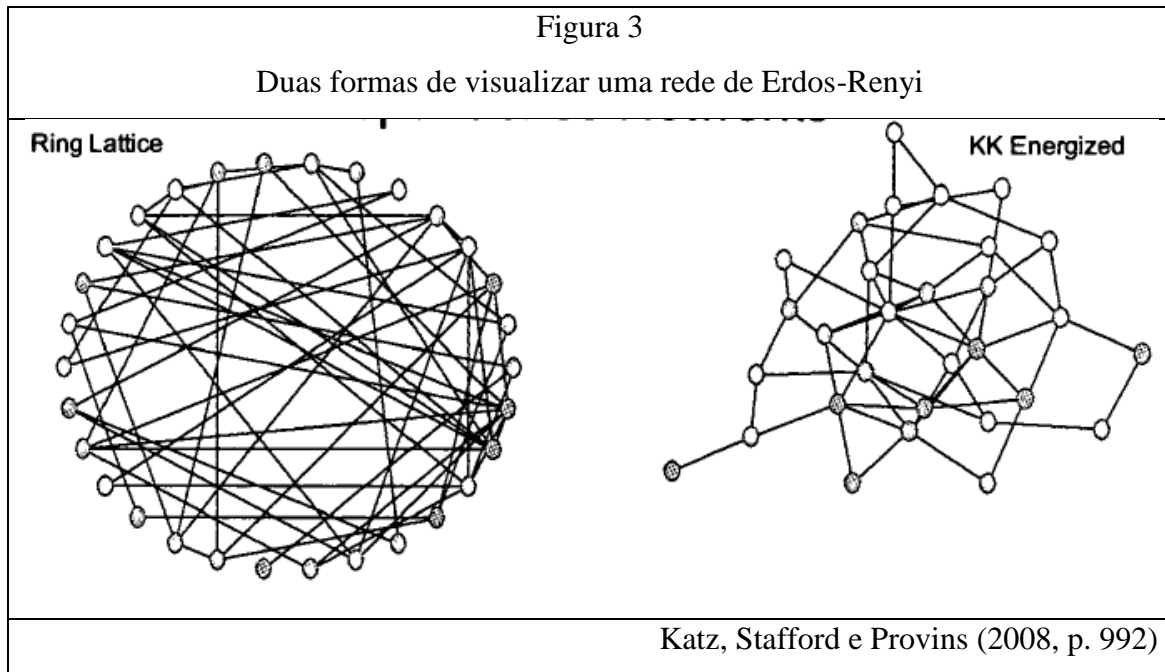 Figura 3
Duas formas de visualizar uma rede de Erdos-Renyi
Ring Lattice
KK Energized
Katz, Stafford e Provins (2008, p. 992)